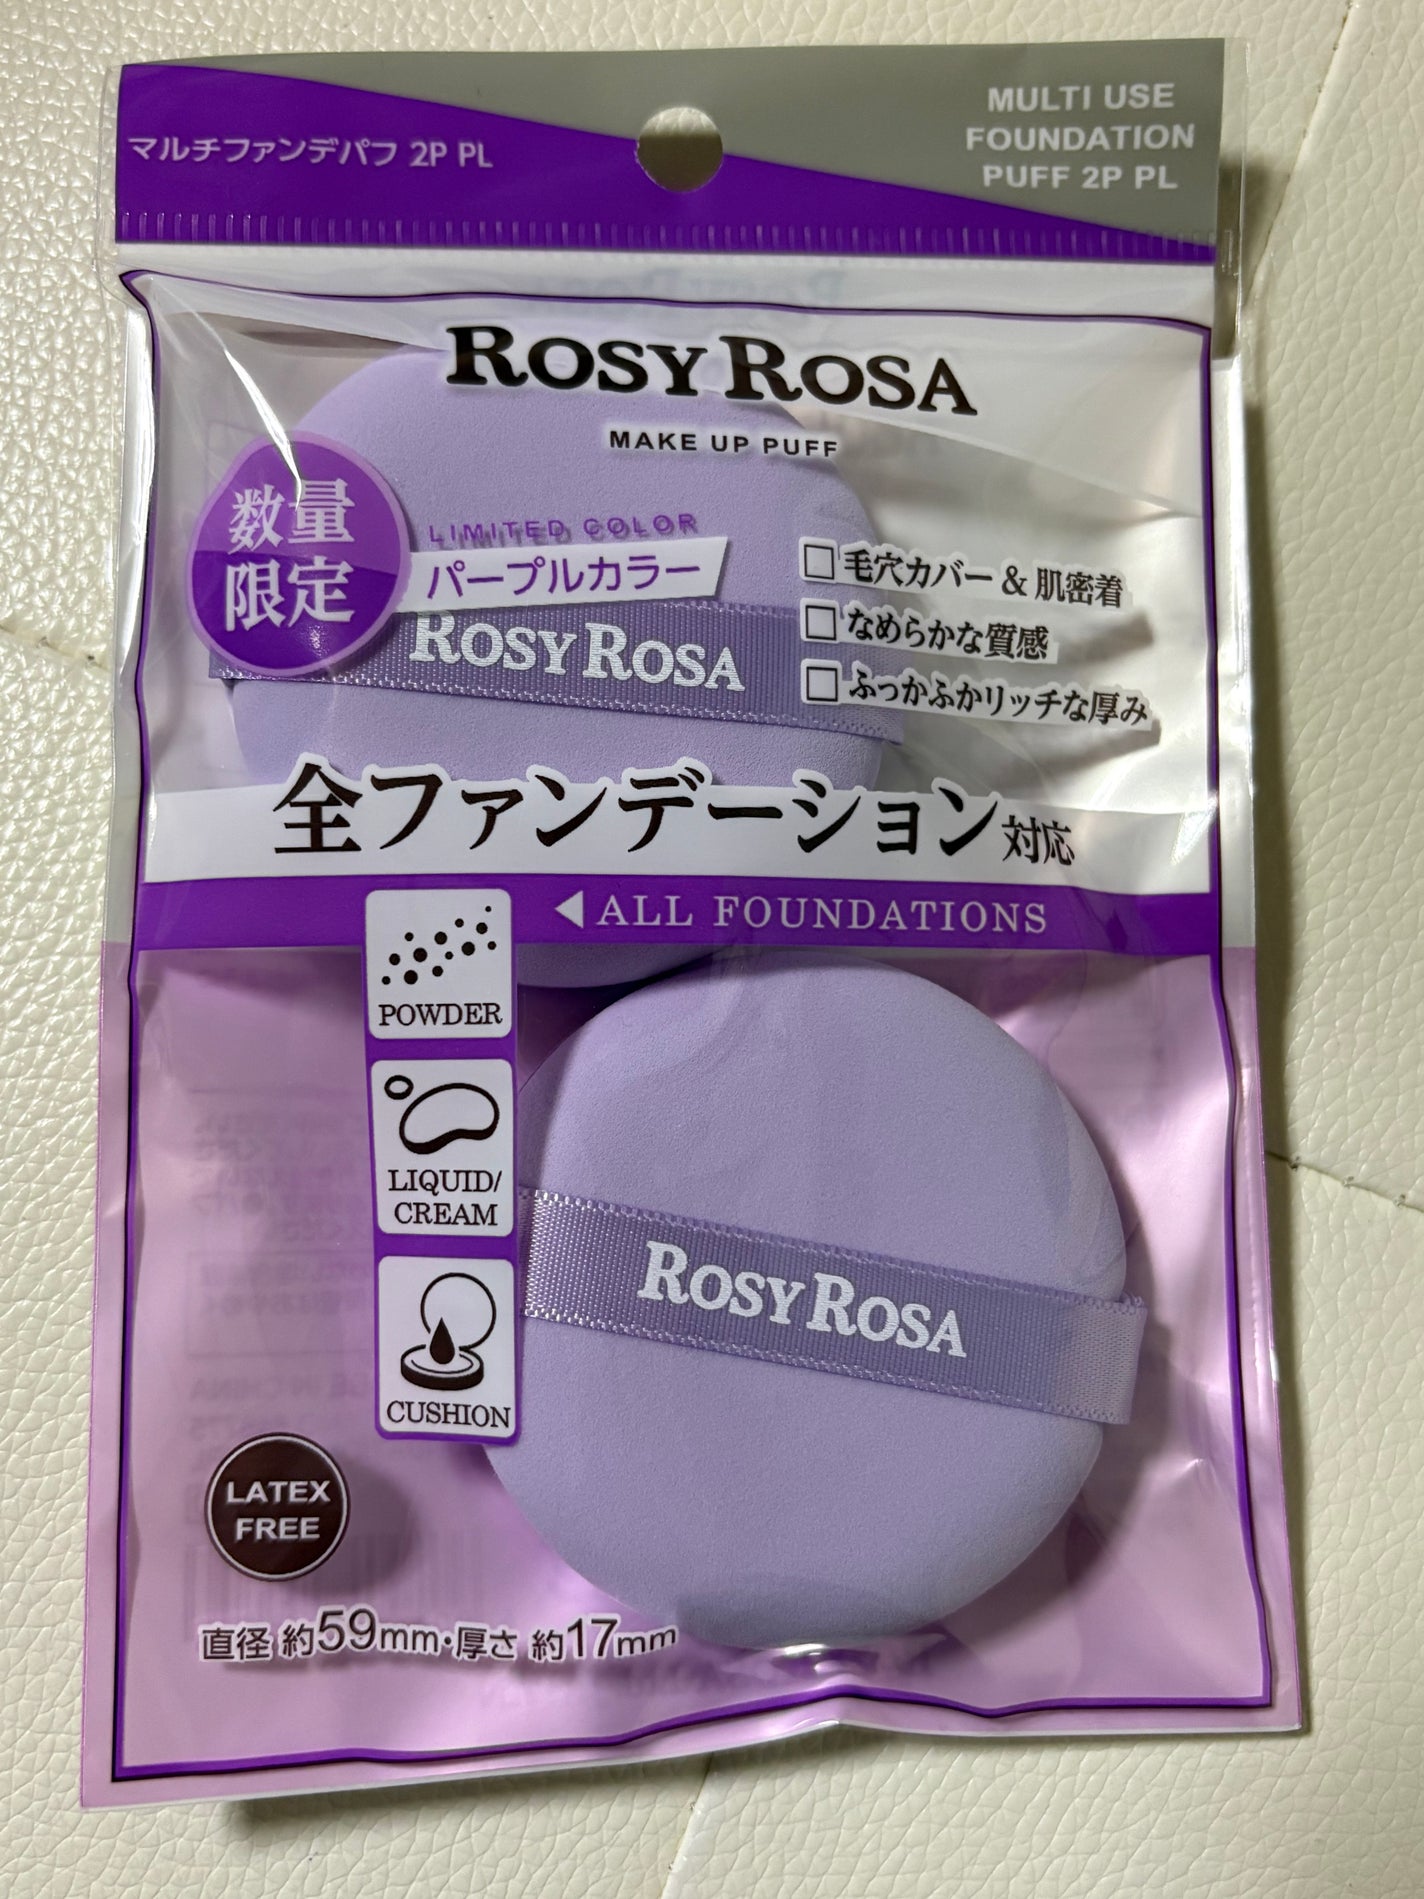 マルチファンデパフ 2P PL
MULTI USE
FOUNDATION
PUFF 2P PL
ROSY ROSA
MAKE UP PUFF
数量
限定
LIMITED COLOR
パープルカラー
□毛穴カバー & 肌密着
□なめらかな質感
□ふっかふかリッチな厚み
ROSY ROSA
全ファンデーション対応
◀ALL FOUNDATIONS
POWDER
LIQUID/
CREAM
CUSHION
ROSY ROSA
LATEX
FREE
直径 約59mm・厚さ 約17mm